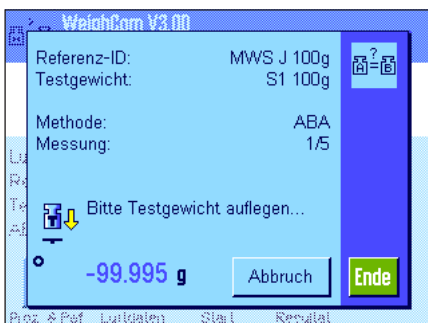 WeighCom V3.00
Referenz-ID: MWS J 100g
Testgewicht: S1 100g
A?=B
Methode: ABA
Messung: 1/5
T
Bitte Testgewicht auflegen...
-99.995 g
Abbruch
Ende
Start